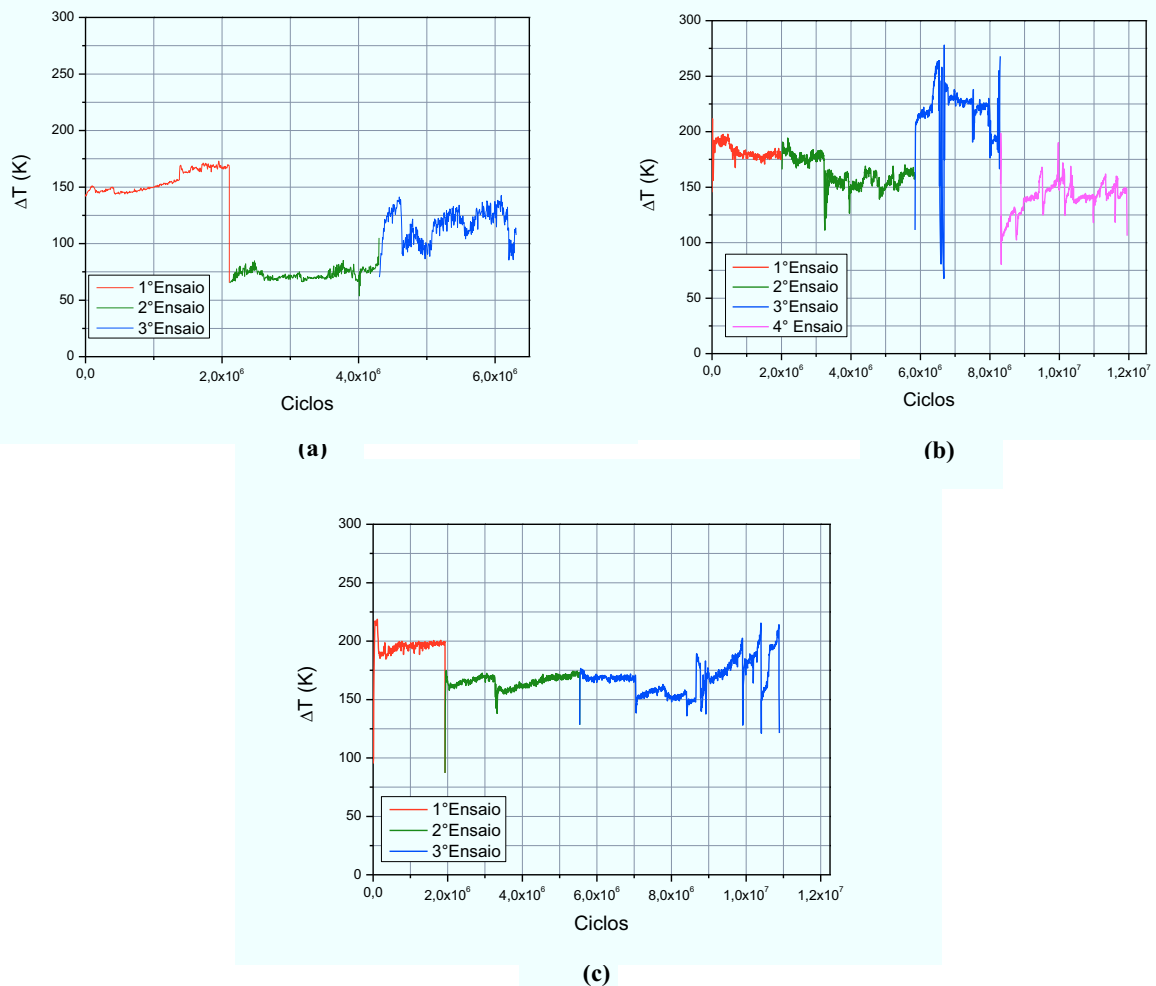 300
250
200
150
100
50
0
ΔT (K)
1°Ensaio
2°Ensaio
3°Ensaio
0,0
2,0x10⁶
4,0x10⁶
6,0x10⁶
Ciclos
(a)
300
250
200
150
100
50
0
ΔT (K)
1°Ensaio
2°Ensaio
3°Ensaio
4° Ensaio
0,0
2,0x10⁶
4,0x10⁶
6,0x10⁶
8,0x10⁶
1,0x10⁷
1,2x10⁷
Ciclos
(b)
300
250
200
150
100
50
0
ΔT (K)
1°Ensaio
2°Ensaio
3°Ensaio
0,0
2,0x10⁶
4,0x10⁶
6,0x10⁶
8,0x10⁶
1,0x10⁷
1,2x10⁷
Ciclos
(c)